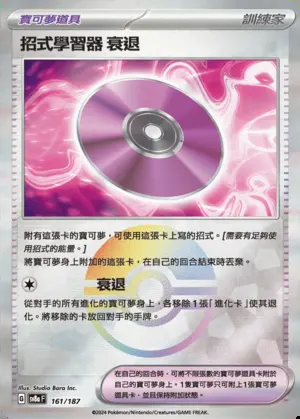 寶可夢道具
訓練家
招式學習器 衰退
附有這張卡的寶可夢,可使用這張卡上寫的招式。[需要有足夠使
用招式的能量。]
將寶可夢身上附加的這張卡,在自己的回合結束時丟棄。
衰退
從對手的所有進化的寶可夢身上,各移除1張「進化卡」使其退
化。將移除的卡放回對手的手牌。
Illus. Studio Bora Inc.
G sv8a F 161/187
在自己的回合時,可將不限張數的寶可夢道具卡附於
自己的寶可夢身上。1隻寶可夢只可附上1張寶可夢道
具,並且保持附加狀態。
©2024 Pokémon/Nintendo/Creatures/GAME FREAK.